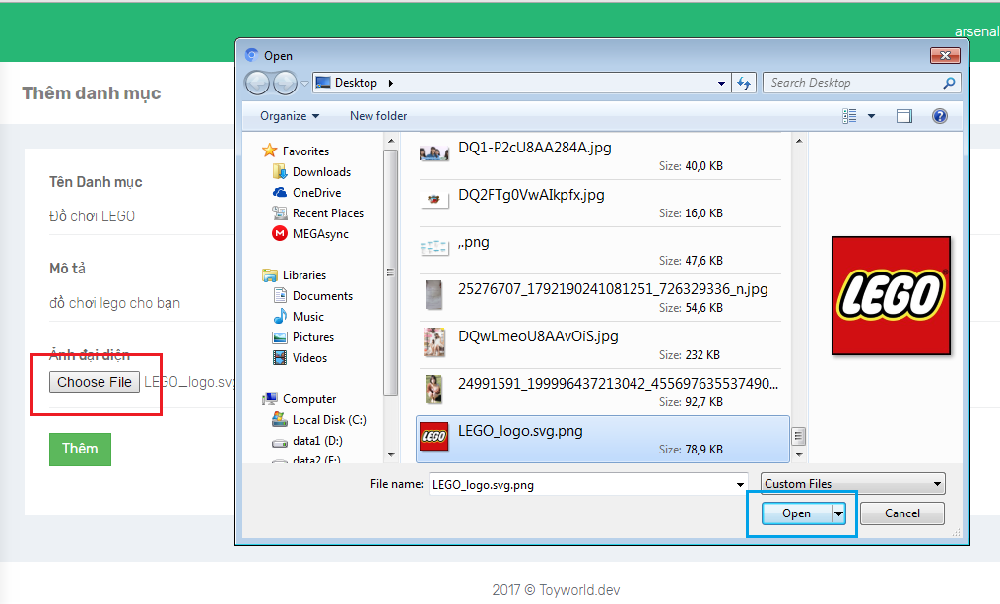 arsenal
Open
Desktop
Search Desktop
Thêm danh mục
Organize
New folder
Favorites
Downloads
OneDrive
Recent Places
MEGAsync
Libraries
Documents
Music
Pictures
Videos
Computer
Local Disk (C:)
data1 (D:)
data2 (E:)
DQ1-P2cU8AA284A.jpg
Size: 40,0 KB
DQ2FTg0VwAIkpfx.jpg
Size: 16,0 KB
,.png
Size: 47,6 KB
25276707_1792190241081251_726329336_n.jpg
Size: 54,6 KB
DQwLmeoU8AAvOiS.jpg
Size: 232 KB
24991591_199996437213042_455697635537490...
Size: 92,7 KB
LEGO
LEGO_logo.svg.png
Size: 78,9 KB
LEGO
Tên Danh mục
Đồ chơi LEGO
Mô tả
đồ chơi lego cho bạn
Ảnh đại diện
Choose File LEGO_logo.svg
Thêm
File name: LEGO_logo.svg.png
Custom Files
Open
Cancel
2017 © Toyworld.dev